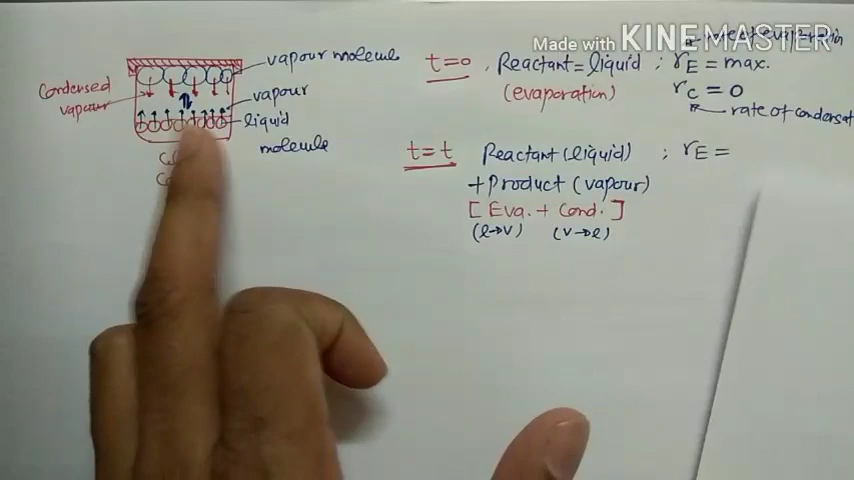 Made with KINEMASTER
vapour molecule
Condensed
vapour
vapour
liquid
molecule
t=0 , Reactant=liquid ; rE = max.
(evaporation)
rc = 0
rate of condensat
t=t Reactant (liquid) ; rE =
+Product (vapour)
[Eva. + Cond.]
(l→v) (v→l)